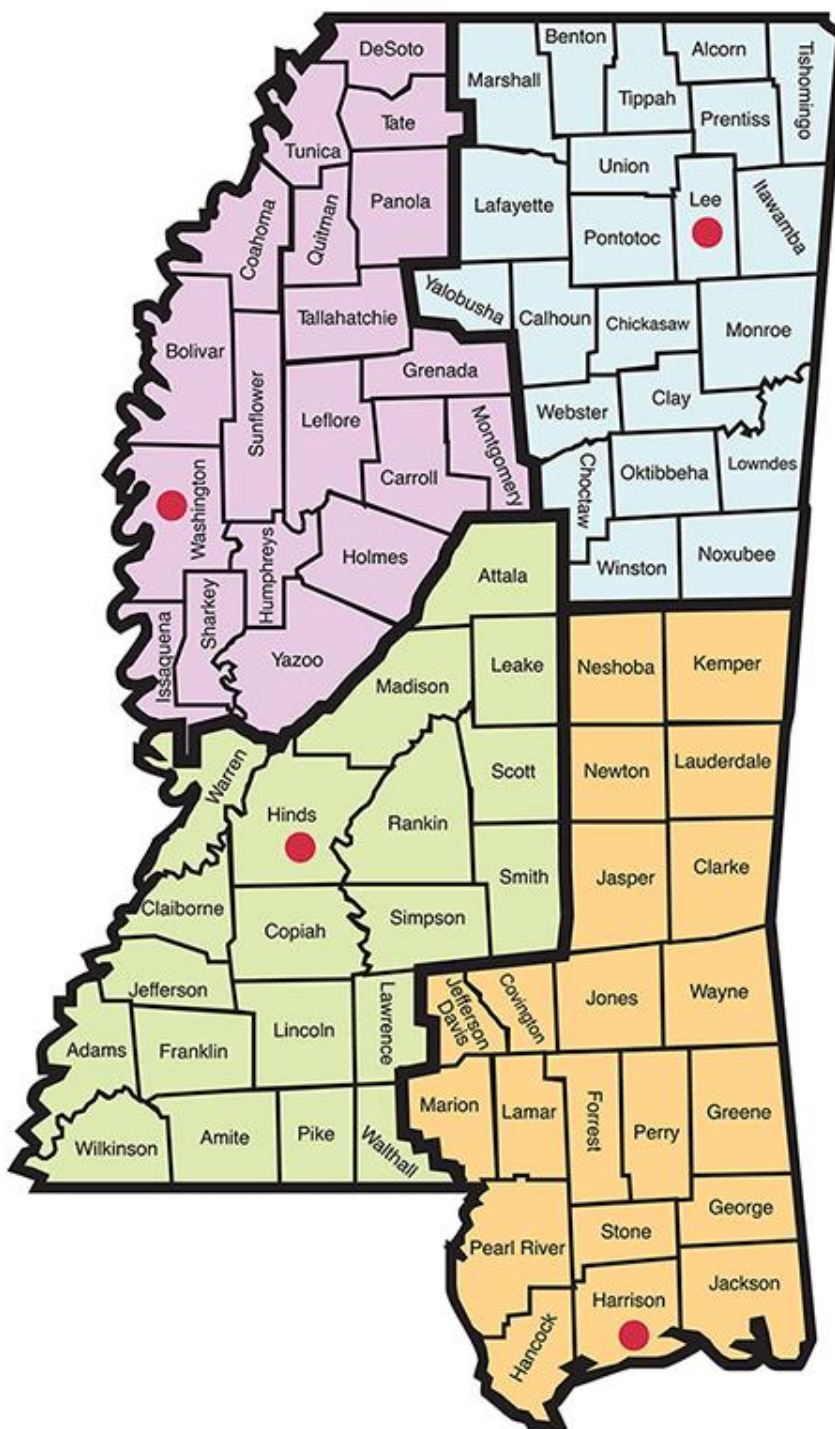 DeSoto
Benton
Alcorn
Tishomingo
Marshall
Tippah
Tate
Prentiss
Tunica
Union
Panola
Lafayette
Lee
Itawamba
Quitman
Coahoma
Pontotoc
Yalobusha
Tallahatchie
Calhoun
Chickasaw
Monroe
Bolivar
Grenada
Sunflower
Leflore
Webster
Clay
Montgomery
Carroll
Choctaw
Oktibbeha
Lowndes
Washington
Humphreys
Holmes
Attala
Winston
Noxubee
Sharkey
Issaquena
Yazoo
Madison
Leake
Neshoba
Kemper
Warren
Scott
Newton
Lauderdale
Hinds
Rankin
Smith
Jasper
Clarke
Claiborne
Copiah
Simpson
Jefferson
Lawrence
Jefferson
Davis
Covington
Jones
Wayne
Lincoln
Adams
Franklin
Marion
Lamar
Forrest
Perry
Greene
Wilkinson
Amite
Pike
Walthall
George
Stone
Pearl River
Jackson
Harrison
Hancock